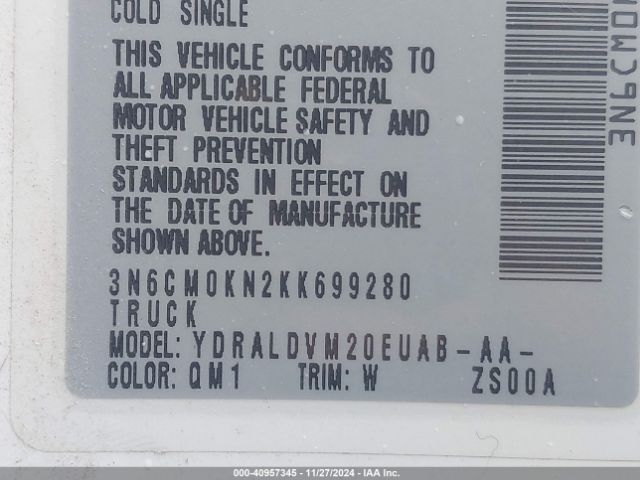 COLD SINGLE
THIS VEHICLE CONFORMS TO
ALL APPLICABLE FEDERAL
MOTOR VEHICLE SAFETY AND
THEFT PREVENTION
STANDARDS IN EFFECT ON
THE DATE OF MANUFACTURE
SHOWN ABOVE.
3N6CM0KN2KK699280
TRUCK
MODEL: YDRALDVM20EUAB-AA-
COLOR: QM1 TRIM: W ZS00A
3N6CM0
000-40957345 - 11/27/2024 - IAA Inc.